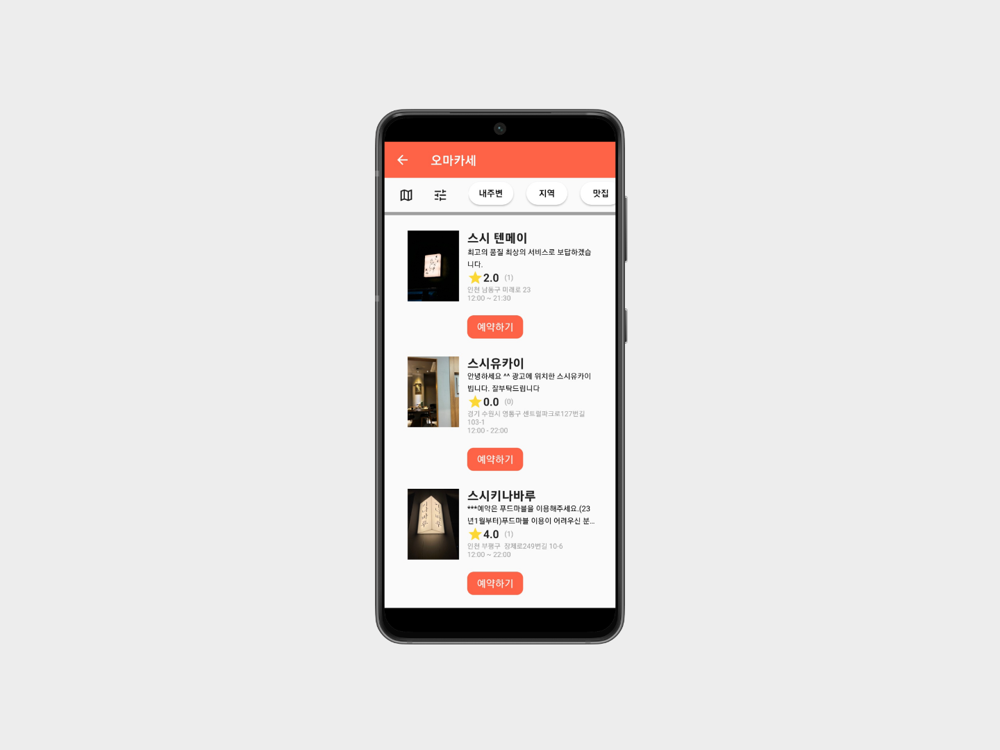 오마카세
내주변 지역 맛집
스시 텐메이
최고의 품질 최상의 서비스로 보답하겠습
니다.
2.0 (1)
인천 남동구 미래로 23
12:00 ~ 21:30
예약하기
스시유카이
안녕하세요 ^^ 광고에 위치한 스시유카이
빕니다. 잘부탁드립니다
0.0 (0)
경기 수원시 영통구 센트럴파크로127번길
103-1
12:00 - 22:00
예약하기
스시키나바루
***예약은 푸드마블을 이용해주세요.(23
년1월부터)푸드마블 이용이 어려우신 분...
4.0 (1)
인천 부평구 장제로249번길 10-6
12:00 ~ 22:00
예약하기